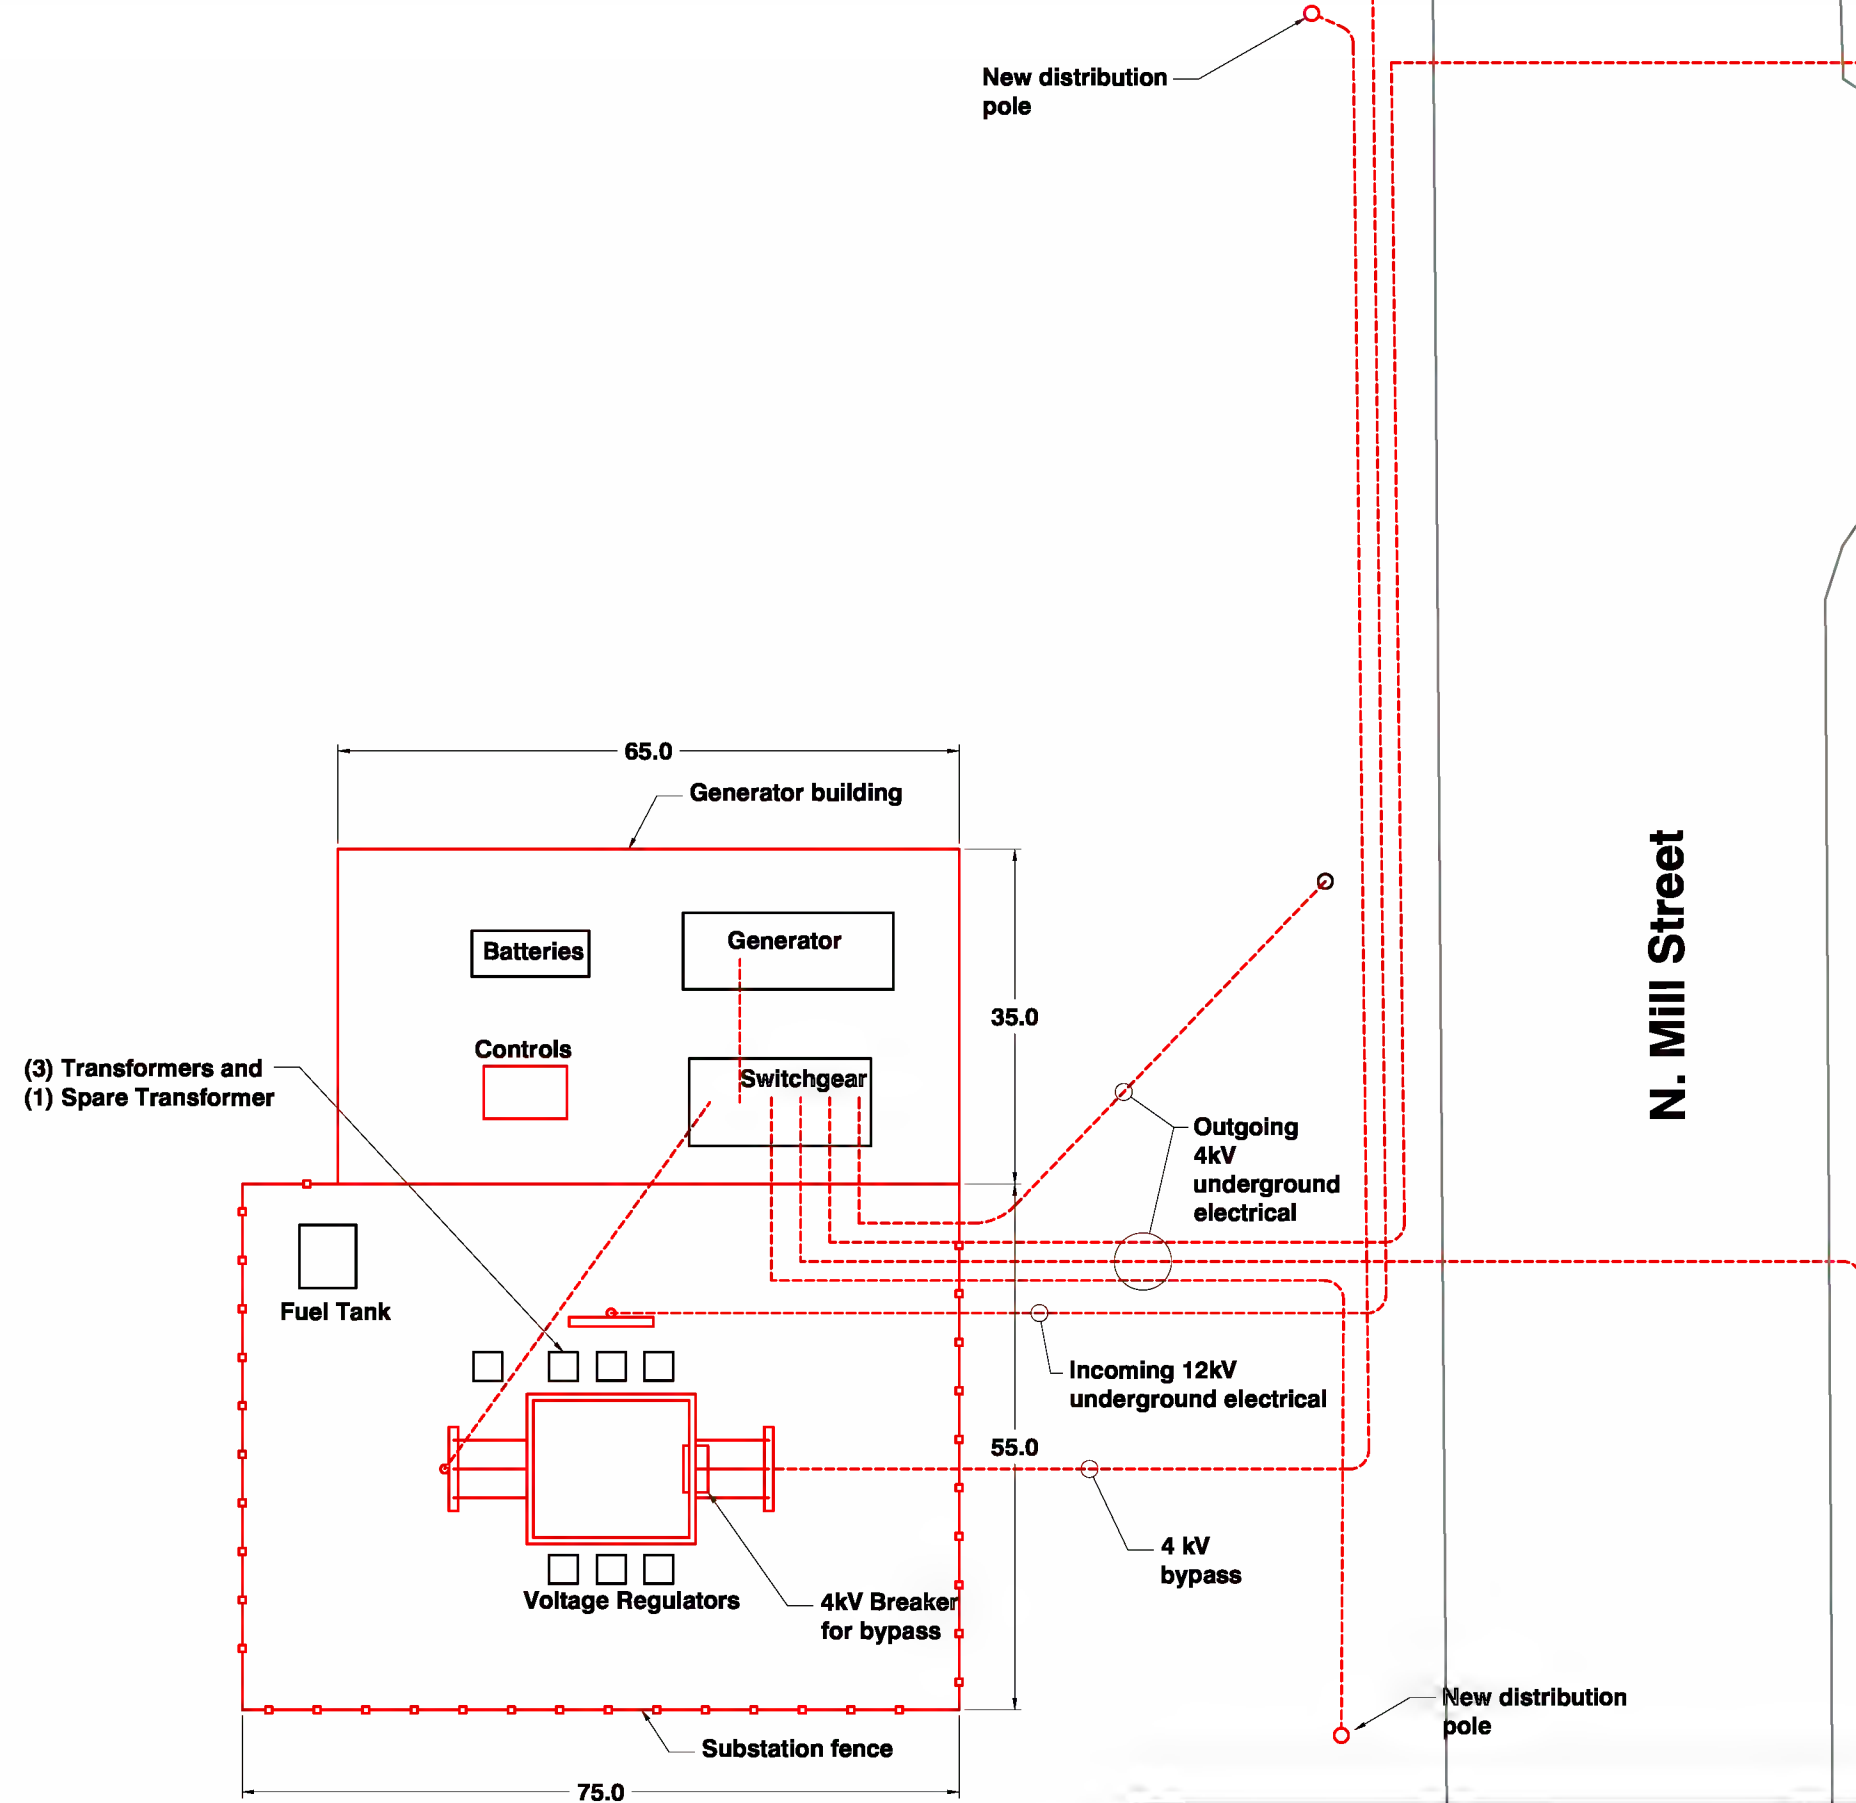 New distribution
pole
65.0
Generator building
Batteries
Generator
35.0
Controls
(3) Transformers and
(1) Spare Transformer
Switchgear
N. Mill Street
Outgoing
4kV
underground
electrical
Fuel Tank
Incoming 12kV
underground electrical
55.0
4 kV
bypass
Voltage Regulators
4kV Breaker
for bypass
New distribution
pole
Substation fence
75.0